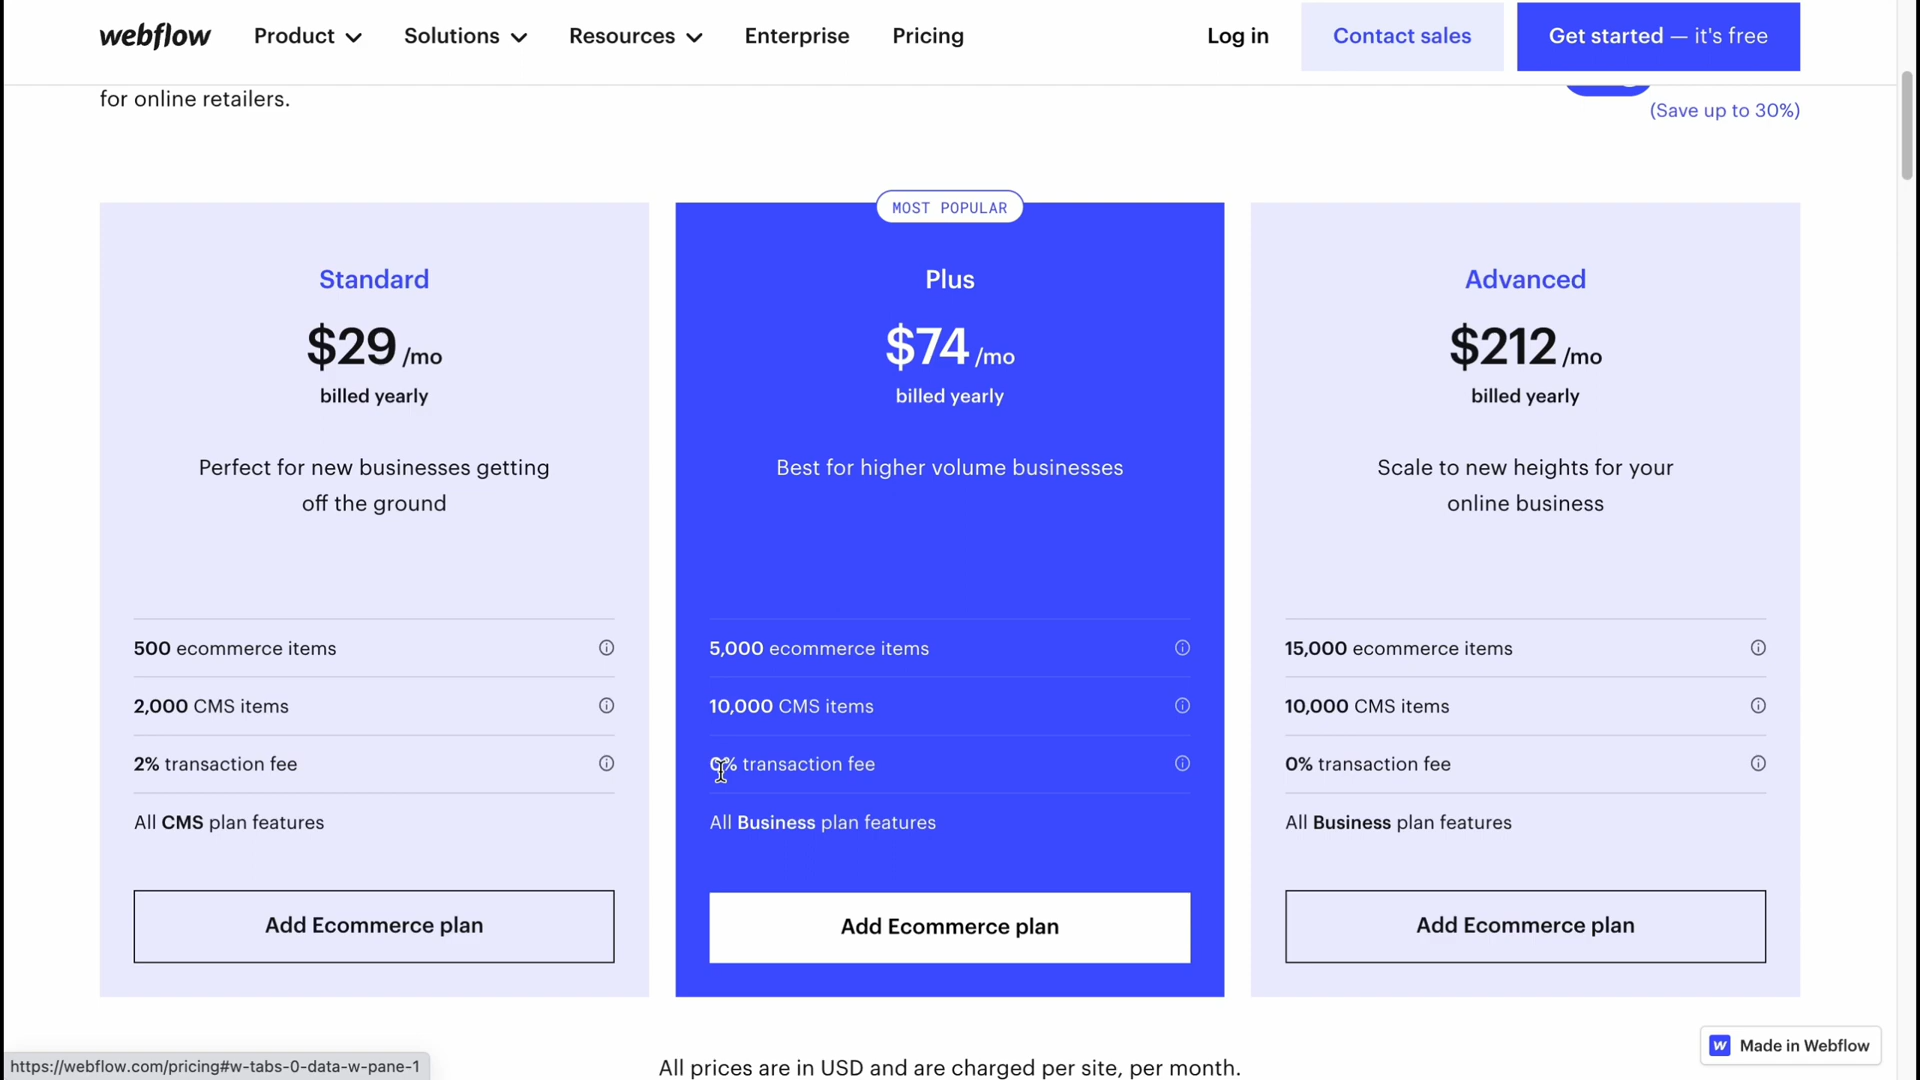 webflow Product Solutions Resources Enterprise Pricing Log in Contact sales Get started — it's free
for online retailers.
(Save up to 30%)
MOST POPULAR
Standard
$29 /mo
billed yearly
Perfect for new businesses getting
off the ground
500 ecommerce items
2,000 CMS items
2% transaction fee
All CMS plan features
Add Ecommerce plan
Plus
$74 /mo
billed yearly
Best for higher volume businesses
5,000 ecommerce items
10,000 CMS items
0% transaction fee
All Business plan features
Add Ecommerce plan
Advanced
$212 /mo
billed yearly
Scale to new heights for your
online business
15,000 ecommerce items
10,000 CMS items
0% transaction fee
All Business plan features
Add Ecommerce plan
Made in Webflow
https://webflow.com/pricing#w-tabs-0-data-w-pane-1
All prices are in USD and are charged per site, per month.